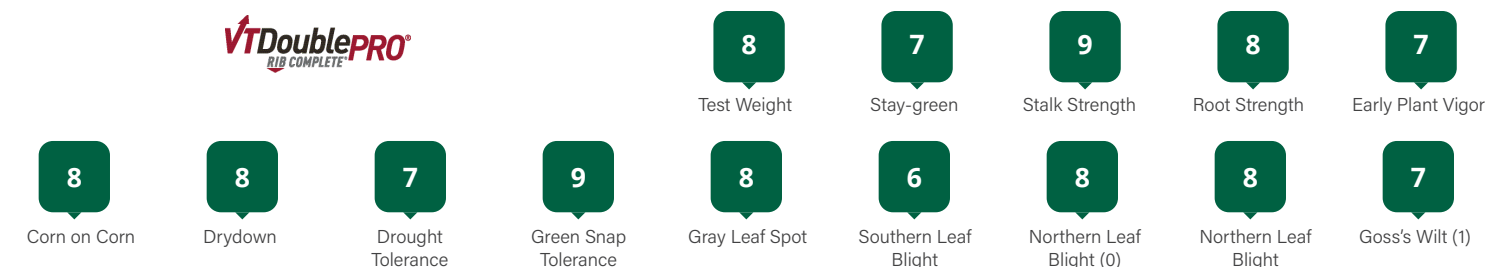 VTDoublePRO®
RIB COMPLETE®
8
Test Weight
7
Stay-green
9
Stalk Strength
8
Root Strength
7
Early Plant Vigor
8
Corn on Corn
8
Drydown
7
Drought
Tolerance
9
Green Snap
Tolerance
8
Gray Leaf Spot
6
Southern Leaf
Blight
8
Northern Leaf
Blight (0)
8
Northern Leaf
Blight
7
Goss's Wilt (1)